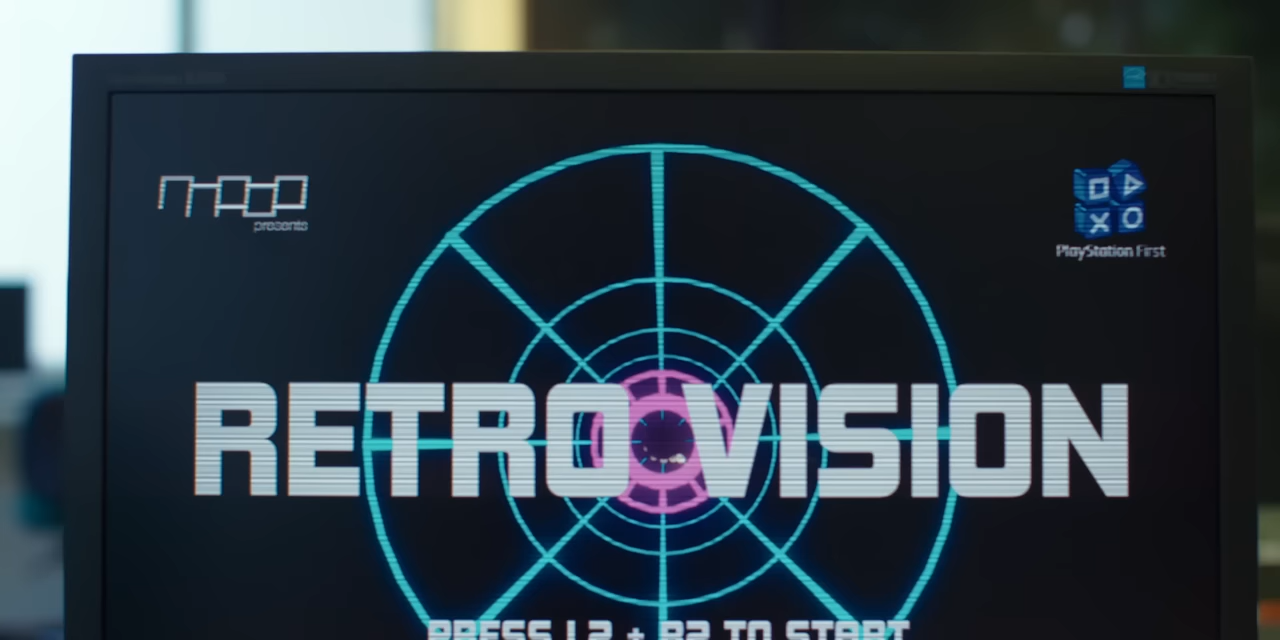 presents
PlayStation First
RETRO VISION
PRESS L2 + R2 TO START